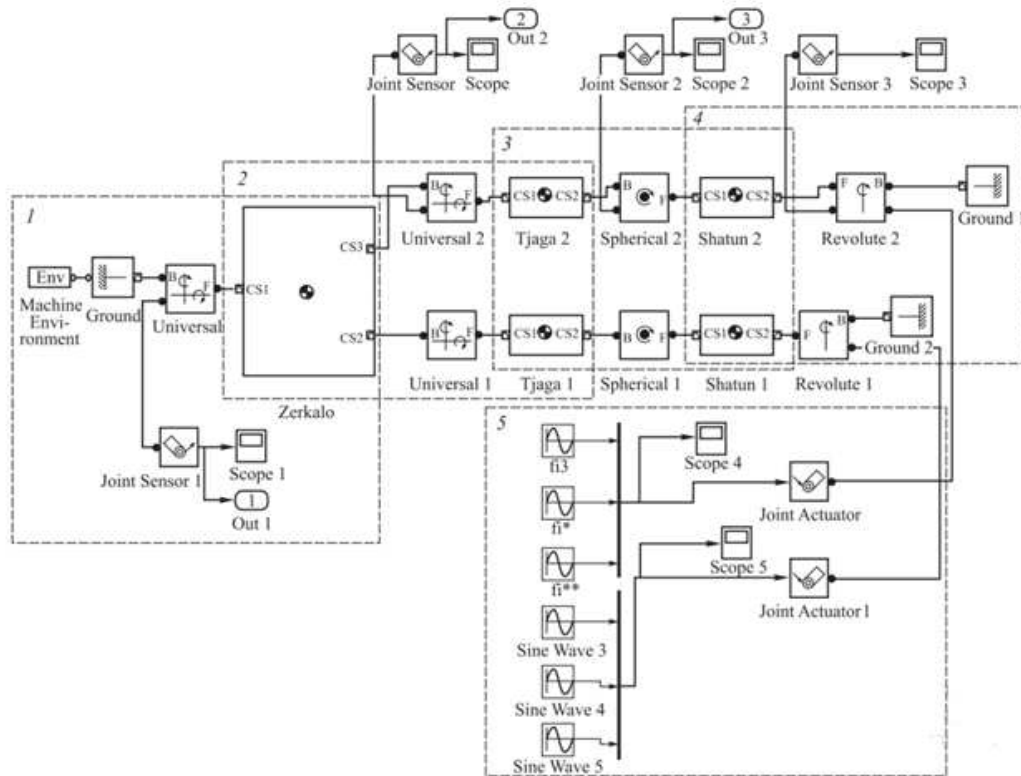 2
Out 2
Joint Sensor
Scope
3
Out 3
Joint Sensor 2
Scope 2
Joint Sensor 3
Scope 3
1
2
3
4
Env
Machine
Envi-
ronment
Ground
B
F
Universal
CS1
CS3
CS2
Zerkalo
B
F
Universal 2
CS1
CS2
Tjaga 2
B
F
Spherical 2
CS1
CS2
Shatun 2
F
B
Revolute 2
Ground 1
B
F
Universal 1
CS1
CS2
Tjaga 1
B
F
Spherical 1
CS1
CS2
Shatun 1
F
B
Revolute 1
Ground 2
Joint Sensor 1
Scope 1
1
Out 1
5
fi3
Scope 4
fi*
Joint Actuator
fi**
Scope 5
Joint Actuator1
Sine Wave 3
Sine Wave 4
Sine Wave 5